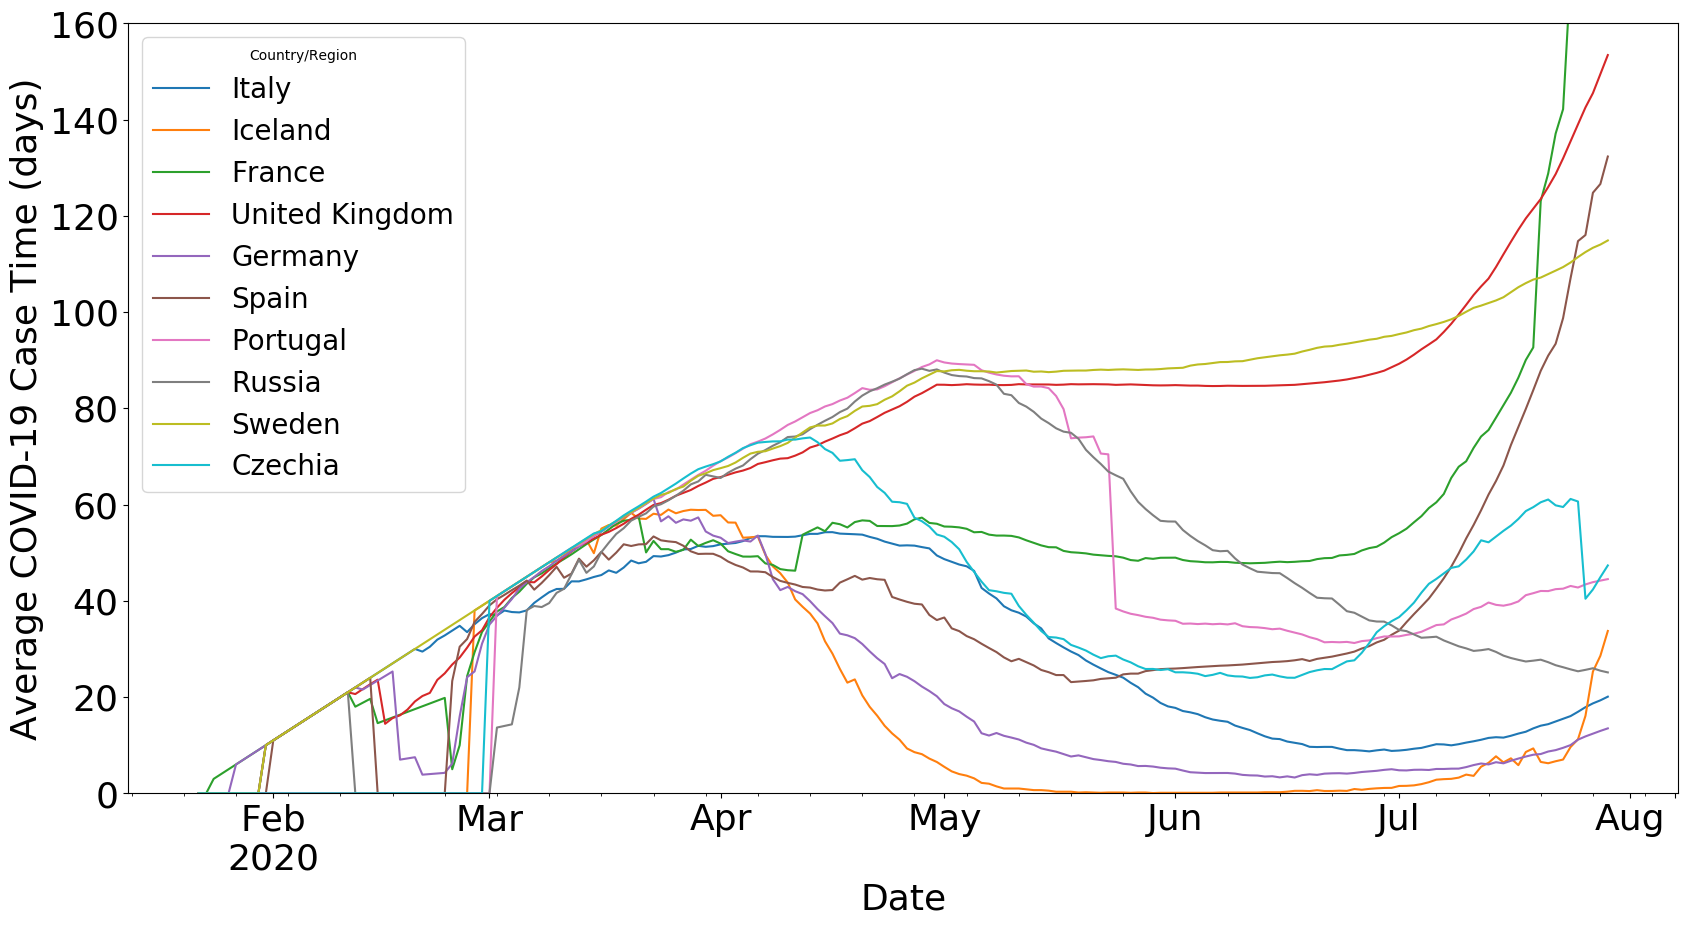 160
140
120
100
80
60
40
20
0
Average COVID-19 Case Time (days)
Country/Region
Italy
Iceland
France
United Kingdom
Germany
Spain
Portugal
Russia
Sweden
Czechia
Feb Mar Apr May Jun Jul Aug
2020
Date